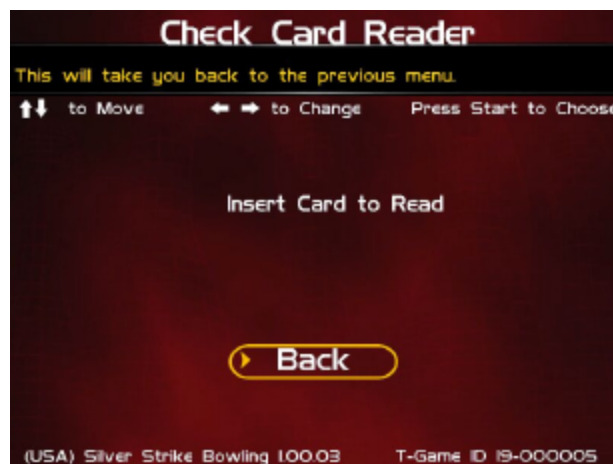 Check Card Reader
This will take you back to the previous menu.
to Move to Change Press Start to Choose
Insert Card to Read
Back
(USA) Silver Strike Bowling 1.00.03 T-Game ID 19-000005